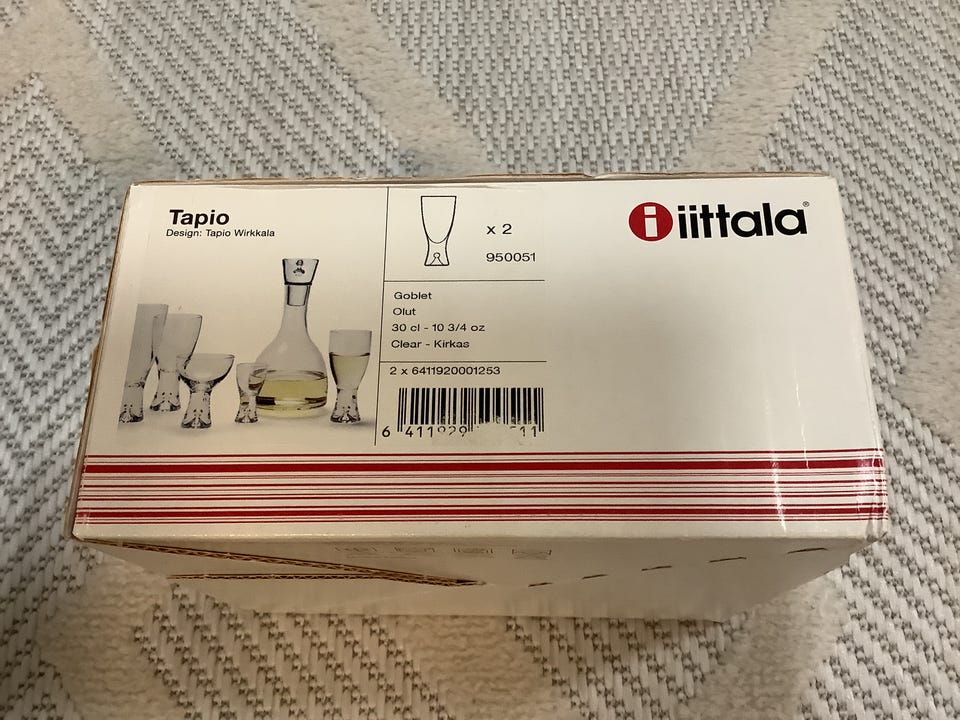 Tapio
Design: Tapio Wirkkala
x 2
950051
Goblet
Olut
30 cl - 10 3/4 oz
Clear - Kirkas
2 x 6411920001253
iittala®